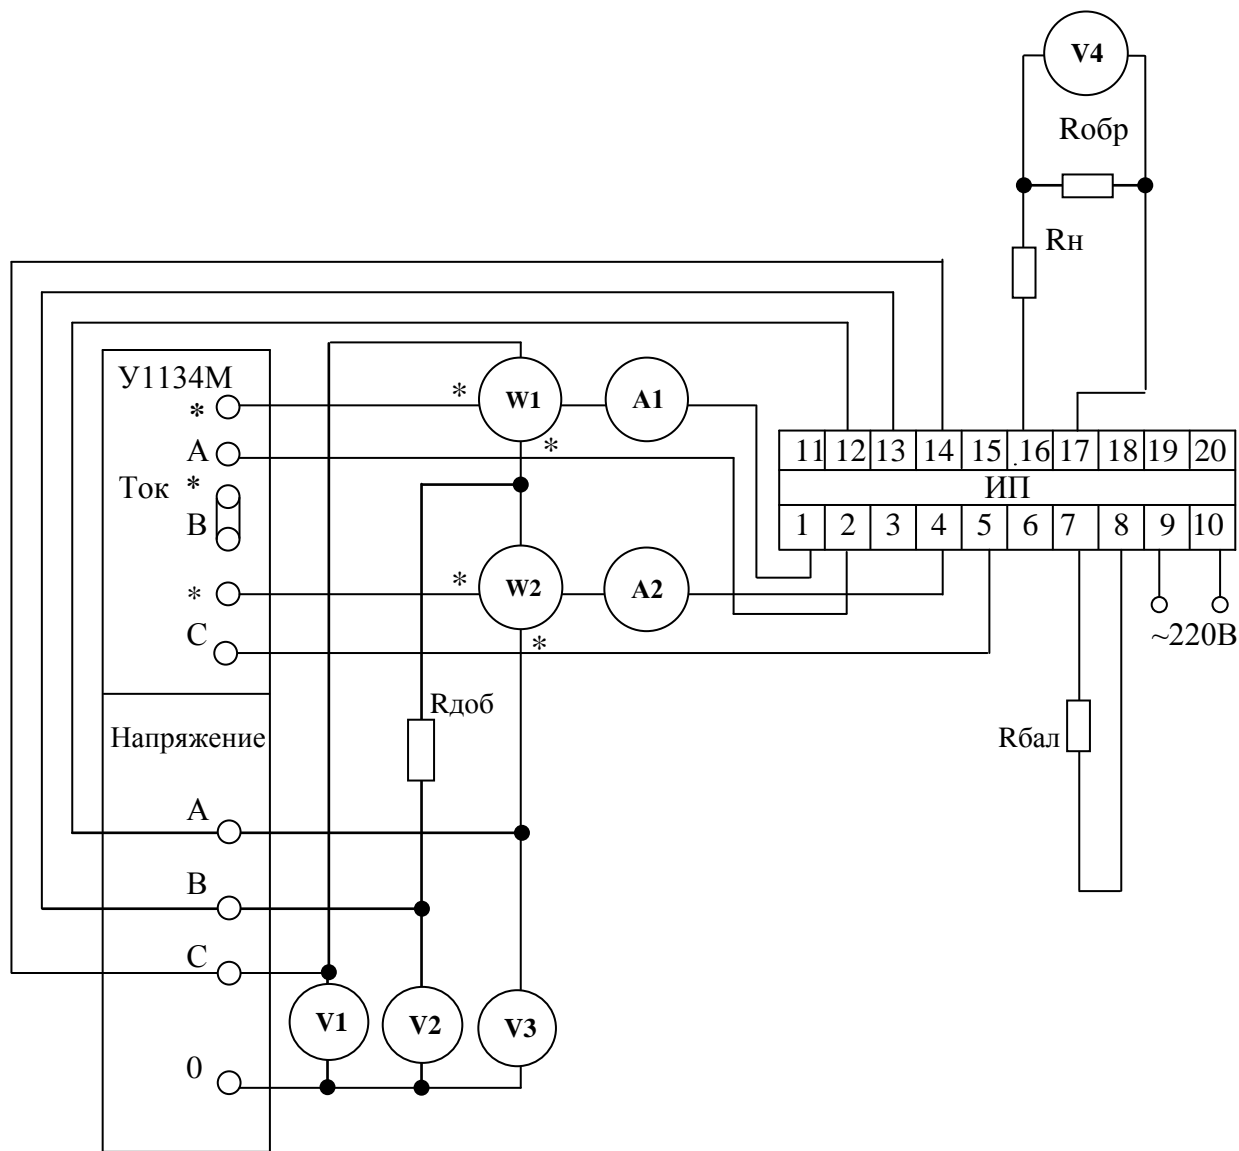 V4
Rобр
Rн
У1134М
*
*
W1
A1
*
А
11 12 13 14 15 16 17 18 19 20
Ток
*
ИП
В
1 2 3 4 5 6 7 8 9 10
*
*
W2
A2
С
*
~220В
Rдоб
Напряжение
Rбал
А
В
С
V1
V2
V3
0